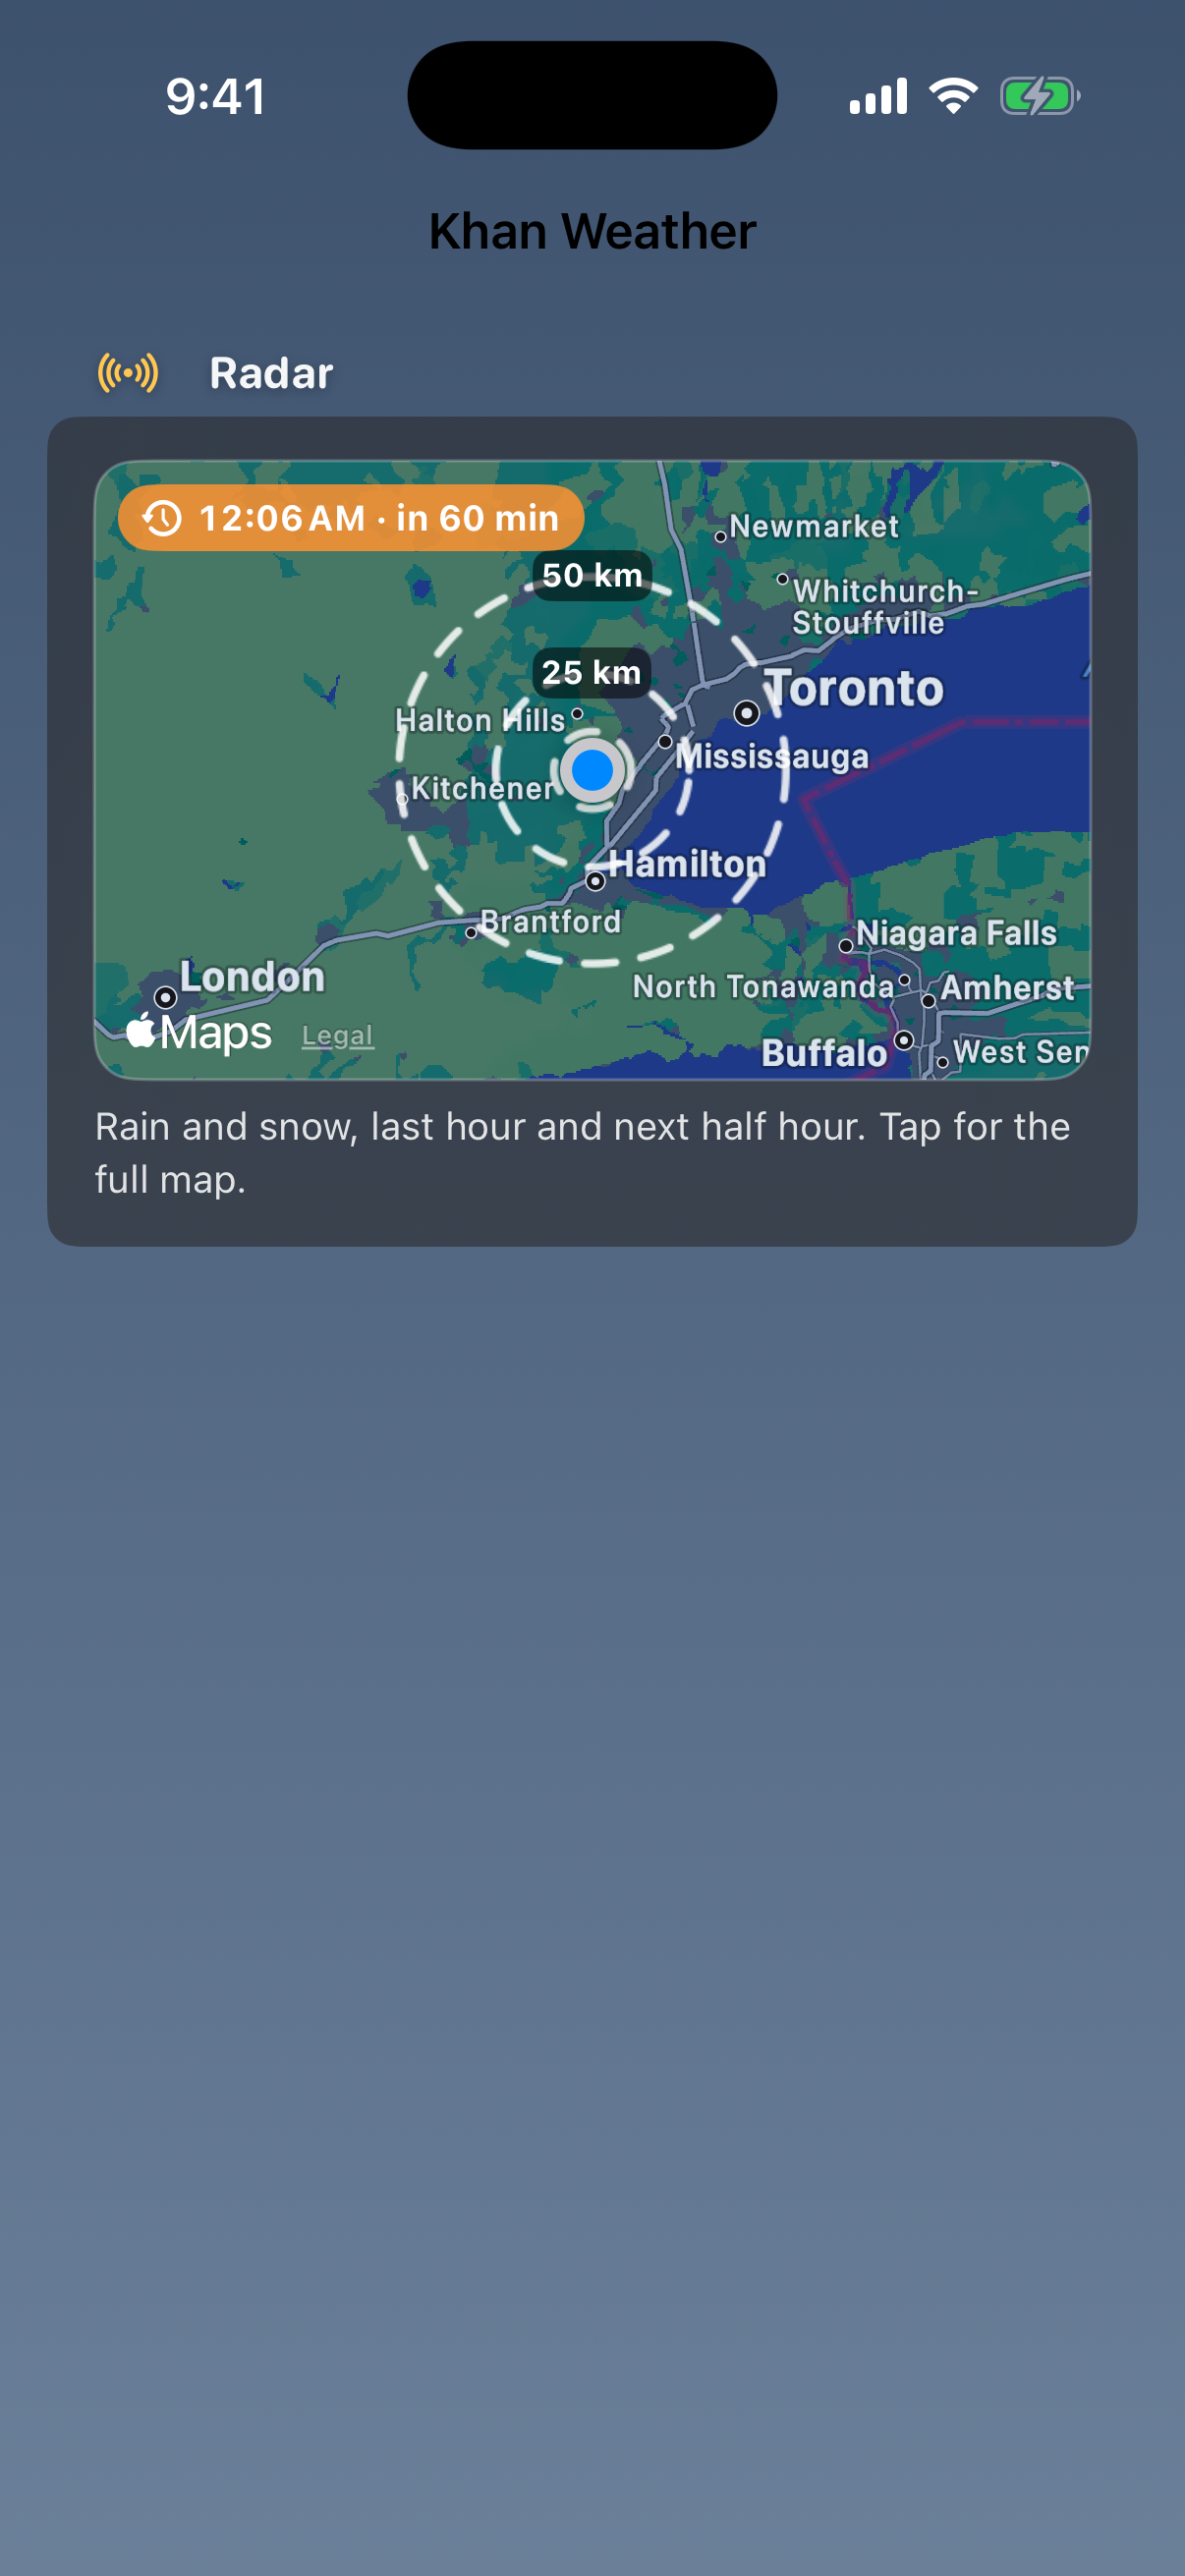 9:41
Khan Weather
Radar
12:06 AM · in 60 min
Newmarket
50 km
Whitchurch-
Stouffville
25 km
Toronto
Halton Hills
Mississauga
Kitchener
Hamilton
Brantford
Niagara Falls
London
North Tonawanda
Amherst
Maps
Legal
Buffalo
West Sen
Rain and snow, last hour and next half hour. Tap for the
full map.